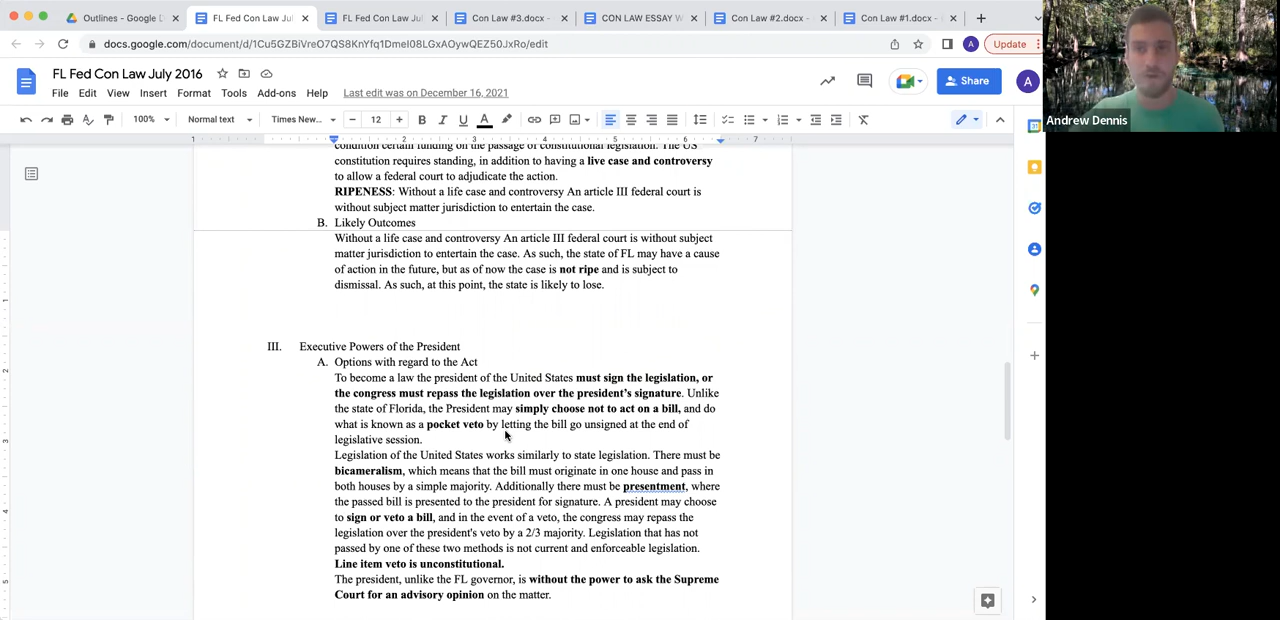 Outlines - Google D
FL Fed Con Law Jul
FL Fed Con Law Jul
Con Law #3.docx -
CON LAW ESSAY W
Con Law #2.docx -
Con Law #1.docx -
docs.google.com/document/d/1Cu5GZBiVreO7QS8KnYfq1DmeI08LGxAOywQEZ50JxRo/edit
A
Update
FL Fed Con Law July 2016
File Edit View Insert Format Tools Add-ons Help Last edit was on December 16, 2021
Share
A
100% Normal text Times New... 12 B I U A
1 2 3 4 5 6 7
condition certain funding on the passage of constitutional legislation. The US
constitution requires standing, in addition to having a live case and controversy
to allow a federal court to adjudicate the action.
RIPENESS: Without a life case and controversy An article III federal court is
without subject matter jurisdiction to entertain the case.
B. Likely Outcomes
Without a life case and controversy An article III federal court is without subject
matter jurisdiction to entertain the case. As such, the state of FL may have a cause
of action in the future, but as of now the case is not ripe and is subject to
dismissal. As such, at this point, the state is likely to lose.
III. Executive Powers of the President
A. Options with regard to the Act
To become a law the president of the United States must sign the legislation, or
the congress must repass the legislation over the president's signature. Unlike
the state of Florida, the President may simply choose not to act on a bill, and do
what is known as a pocket veto by letting the bill go unsigned at the end of
legislative session.
Legislation of the United States works similarly to state legislation. There must be
bicameralism, which means that the bill must originate in one house and pass in
both houses by a simple majority. Additionally there must be presentment, where
the passed bill is presented to the president for signature. A president may choose
to sign or veto a bill, and in the event of a veto, the congress may repass the
legislation over the president's veto by a 2/3 majority. Legislation that has not
passed by one of these two methods is not current and enforceable legislation.
Line item veto is unconstitutional.
The president, unlike the FL governor, is without the power to ask the Supreme
Court for an advisory opinion on the matter.
Andrew Dennis